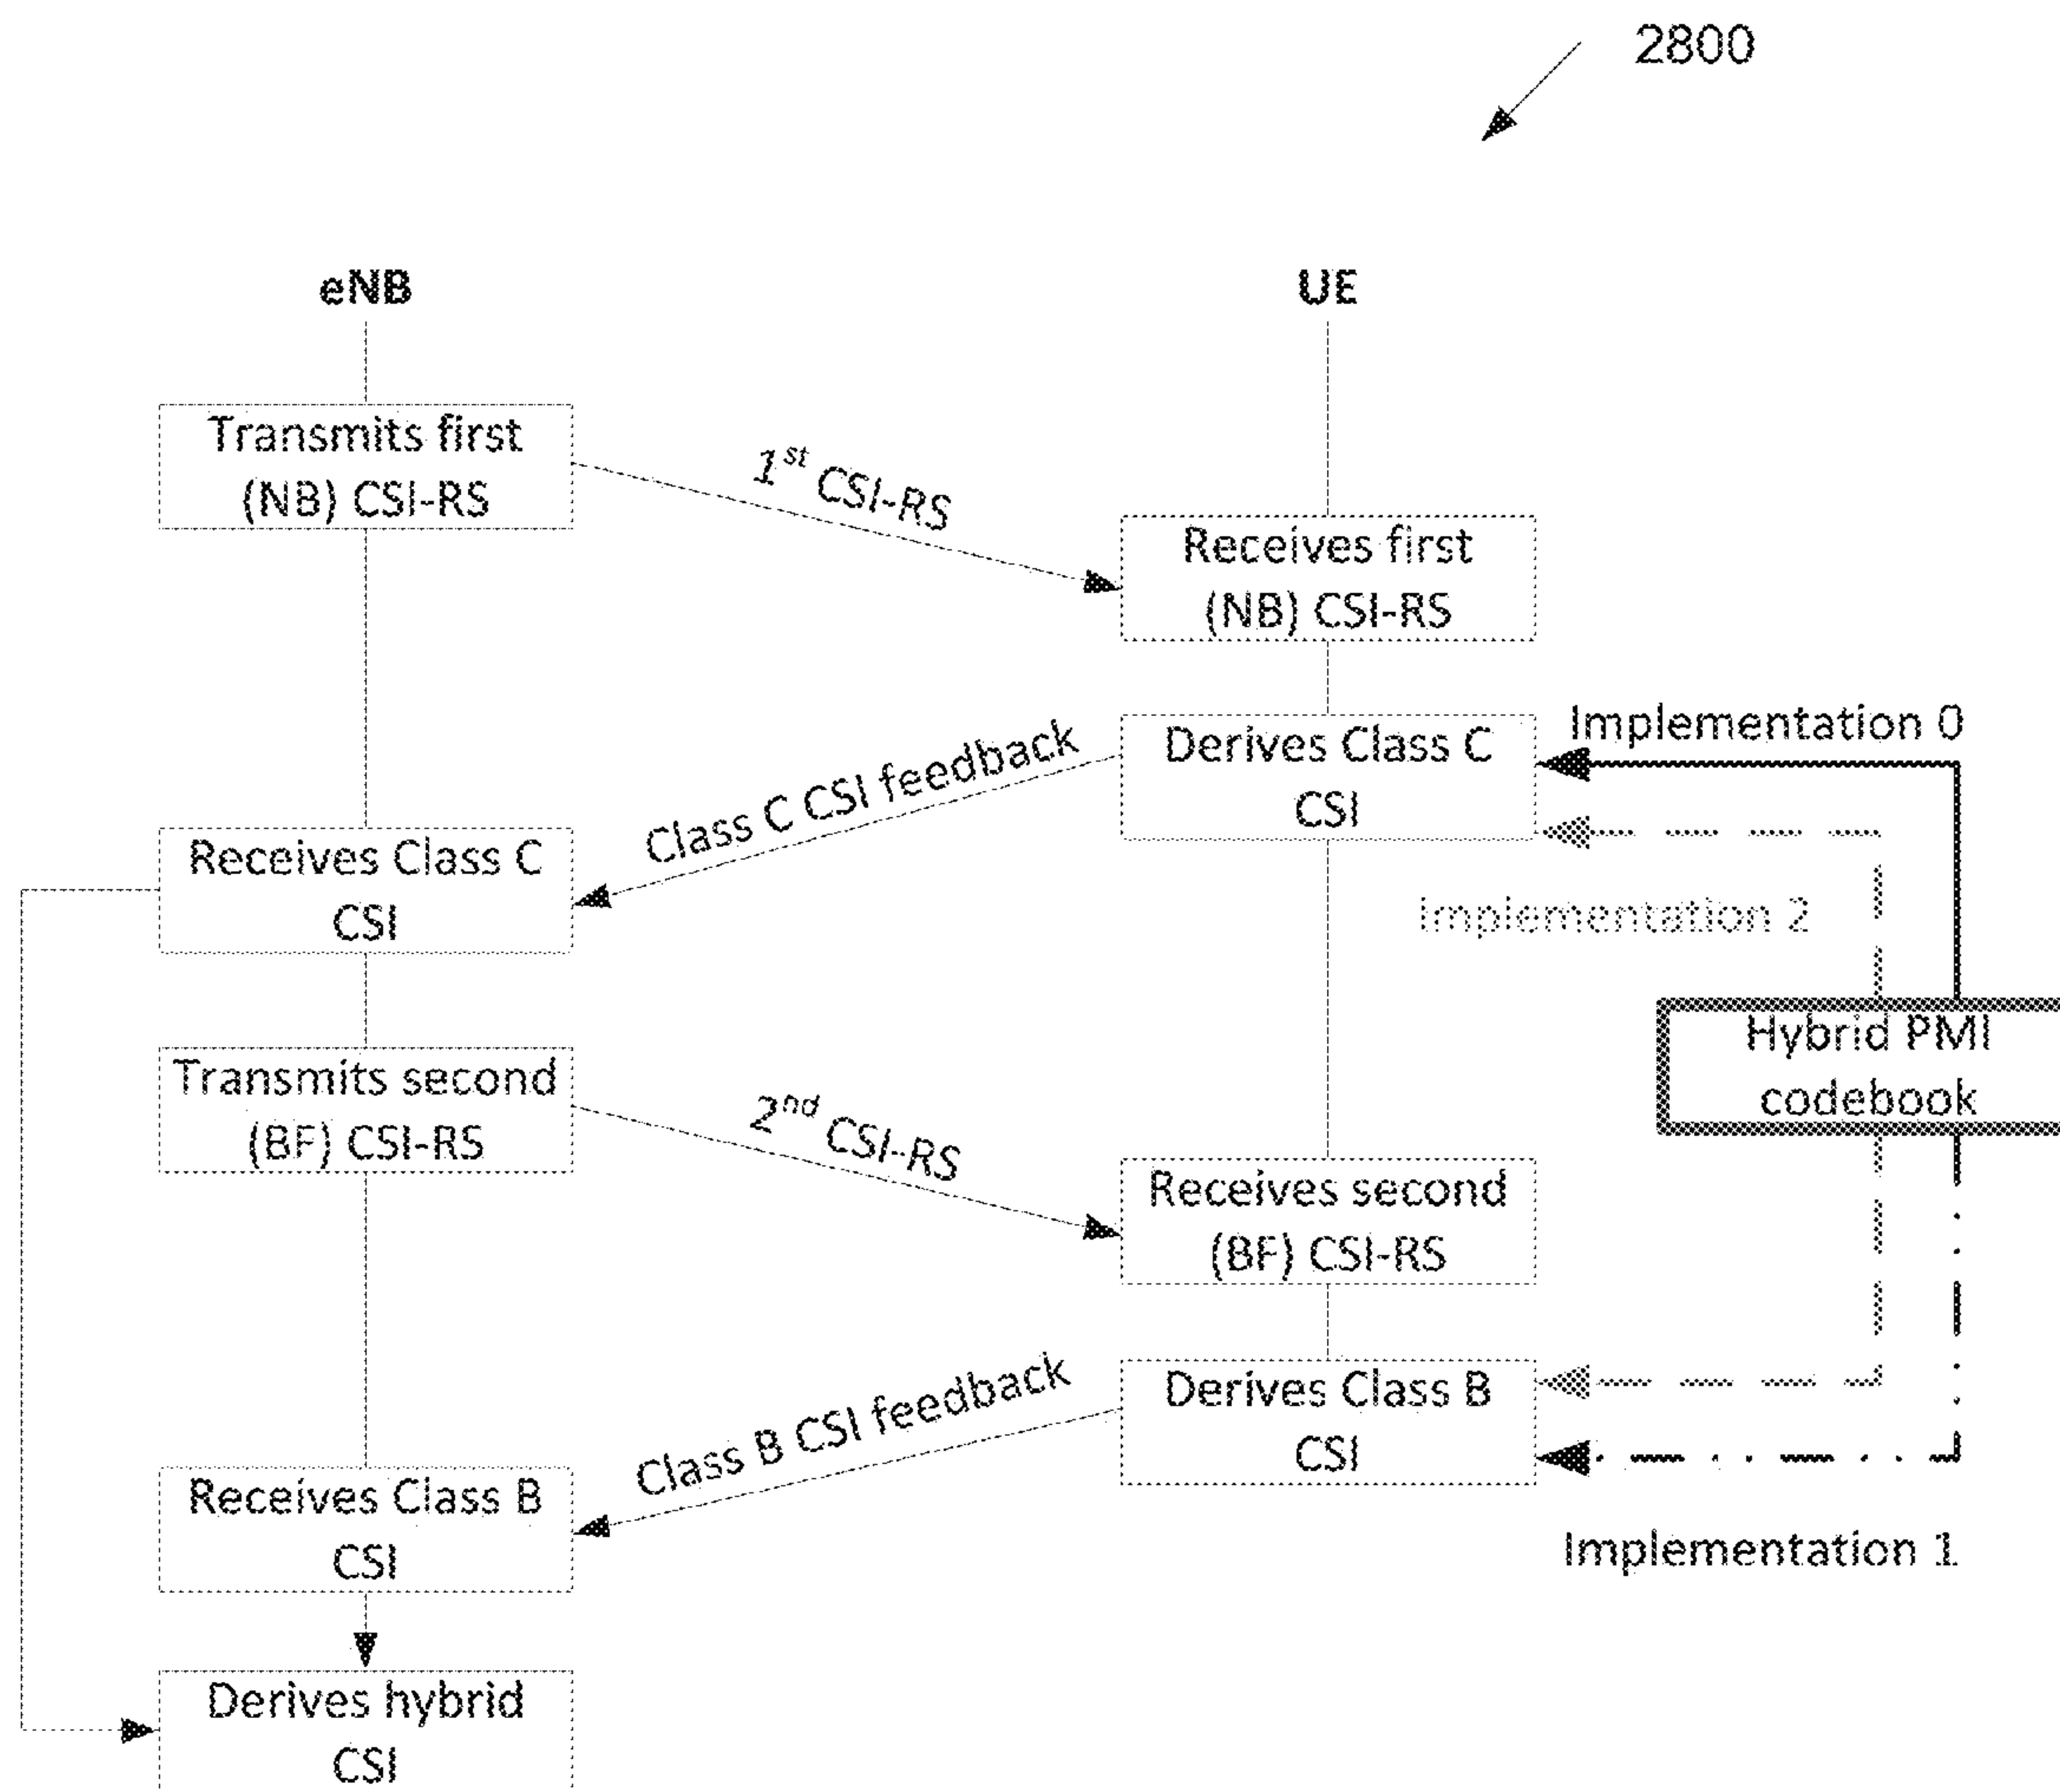 2800
eNB
UE
Transmits first
(NB) CSI-RS
1st CSI-RS
Receives first
(NB) CSI-RS
Derives Class C
CSI
Implementation 0
Class C CSI feedback
Receives Class C
CSI
Implementation 2
Hybrid PMI
codebook
Transmits second
(BF) CSI-RS
2nd CSI-RS
Receives second
(BF) CSI-RS
Derives Class B
CSI
Class B CSI feedback
Receives Class B
CSI
Implementation 1
Derives hybrid
CSI